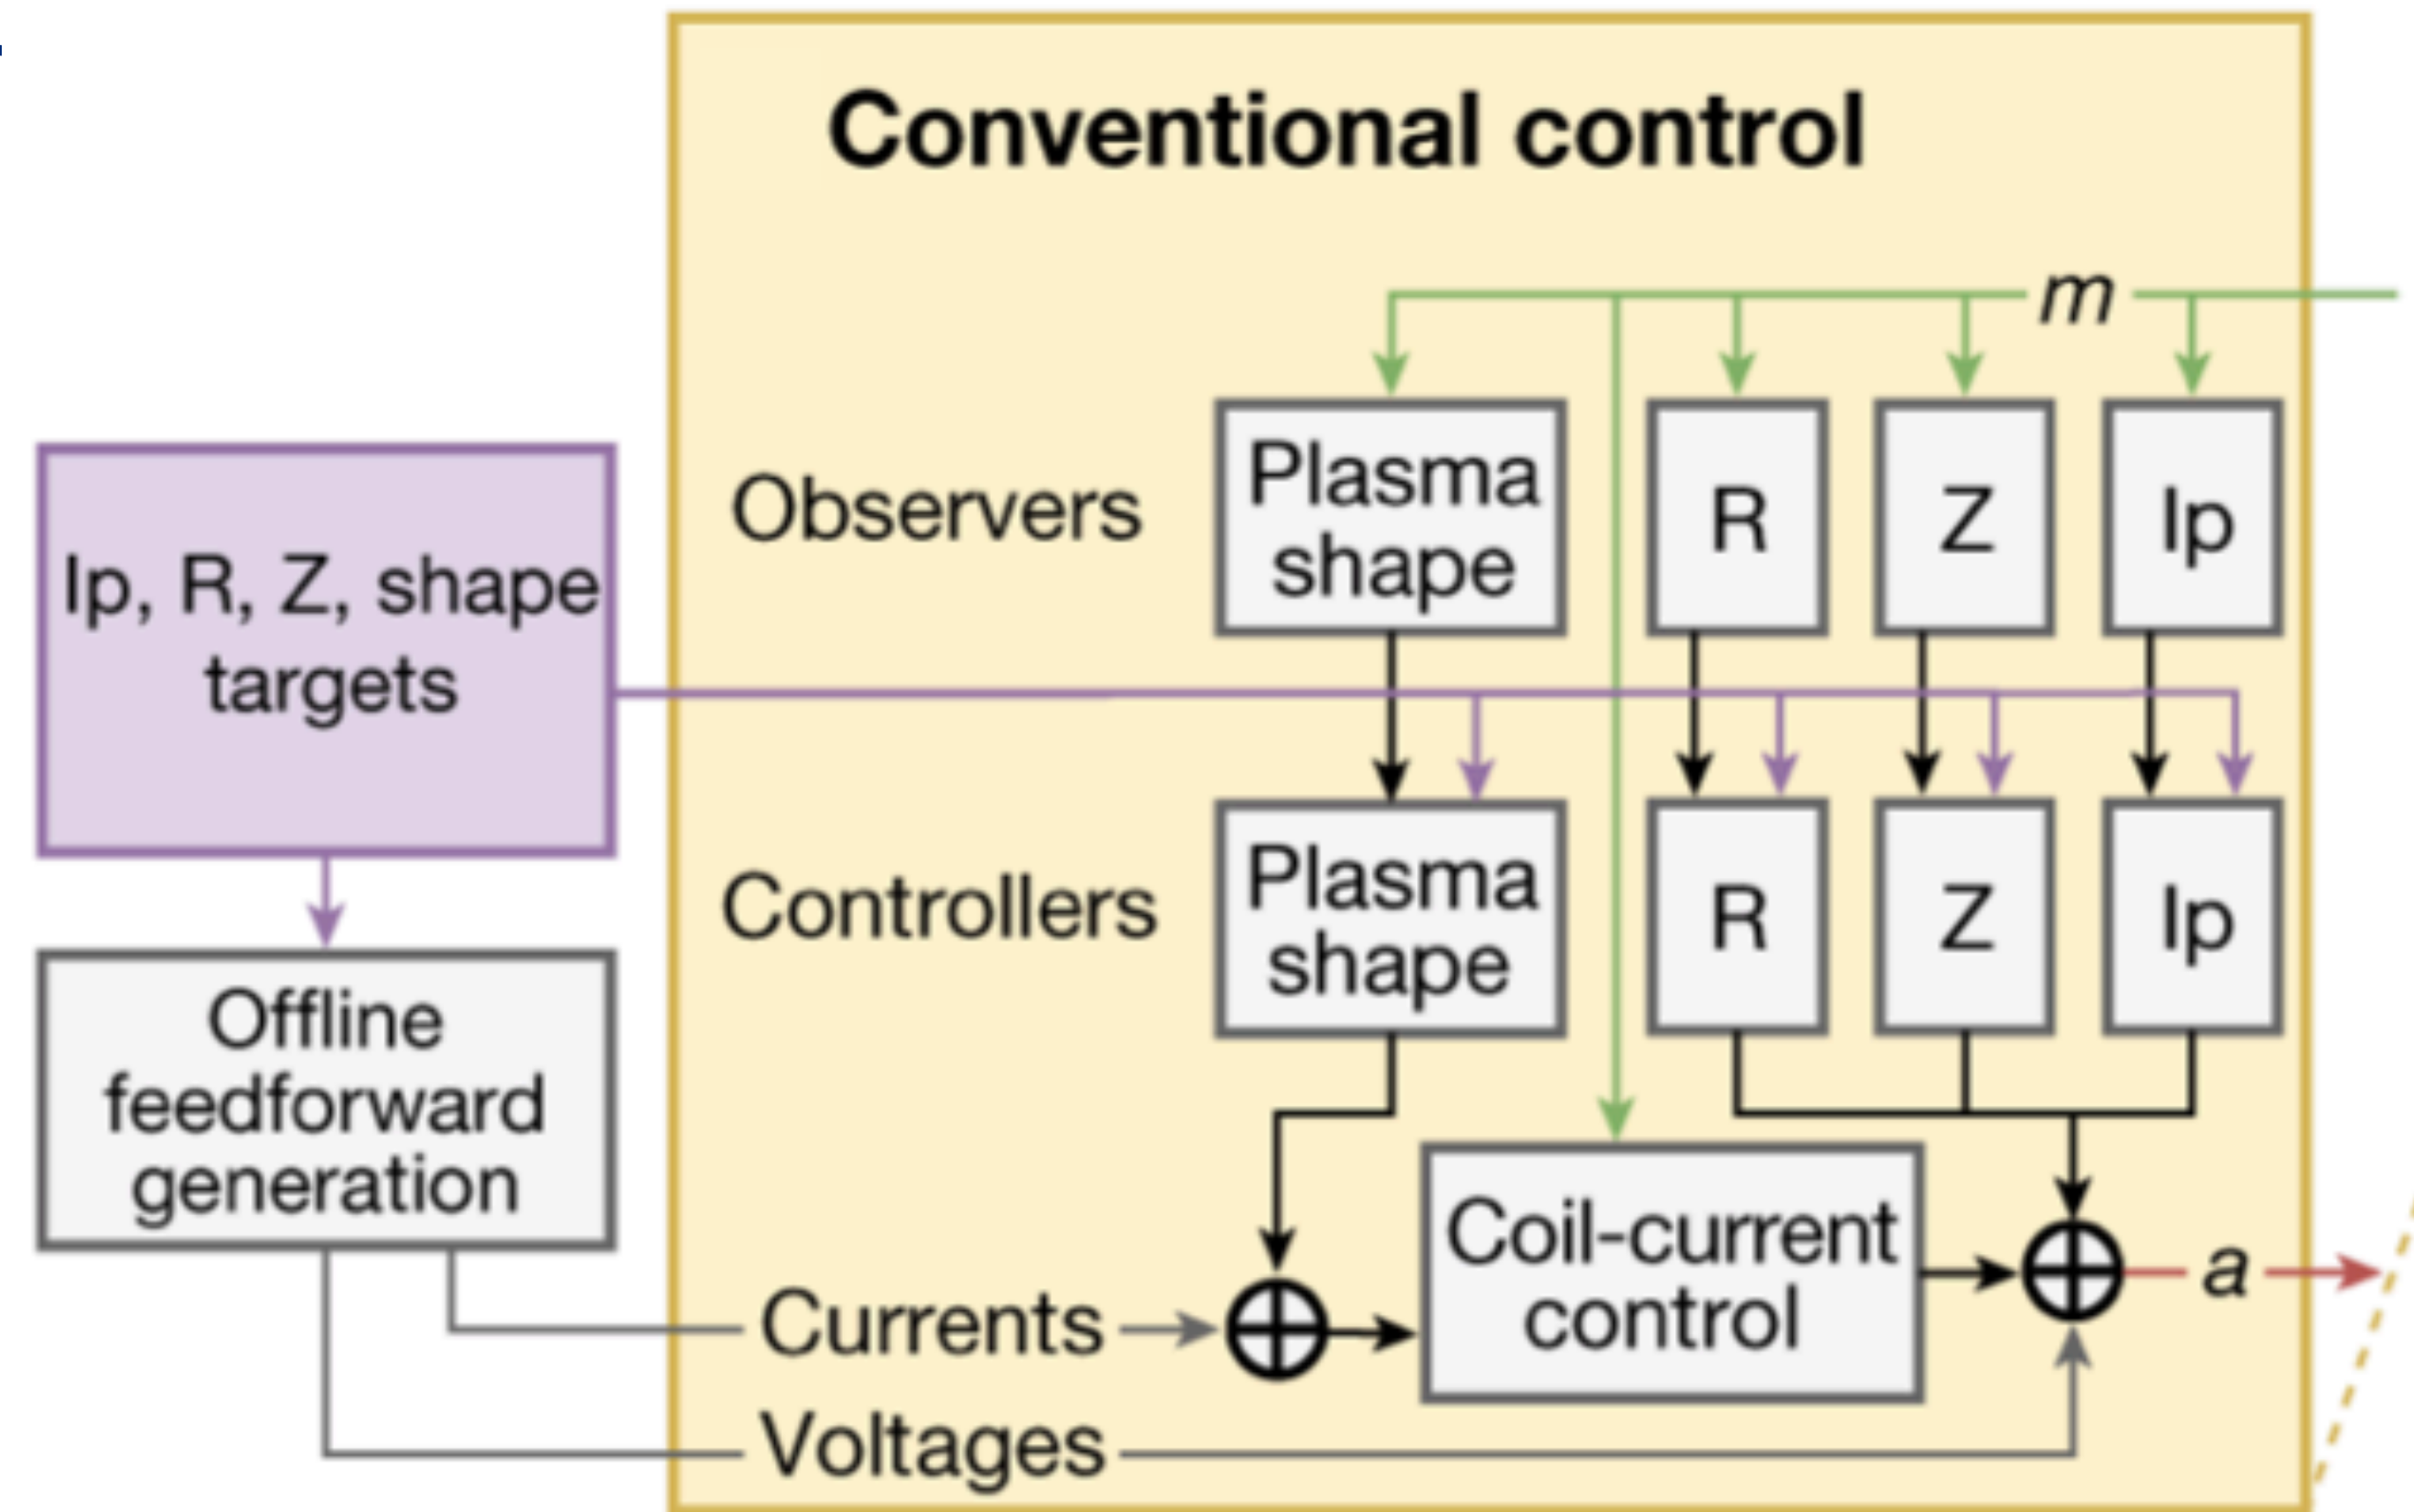 Conventional control
m
Observers
Plasma
shape
R
Z
Ip
Ip, R, Z, shape
targets
Controllers
Plasma
shape
R
Z
Ip
Offline
feedforward
generation
Coil-current
control
a
Currents
Voltages